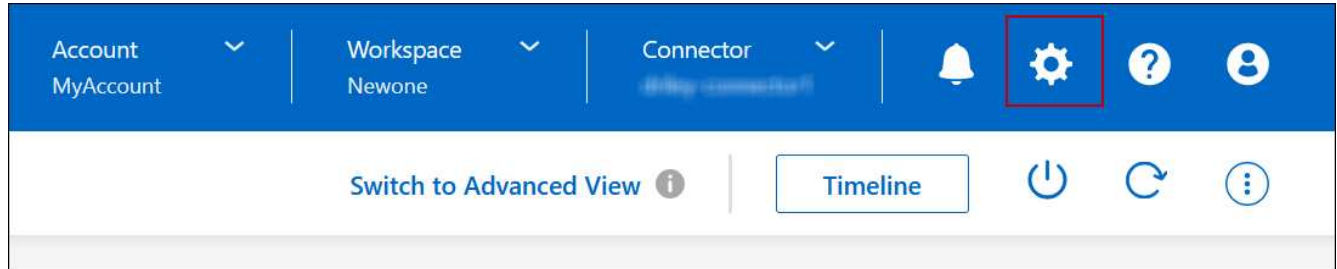 Account
MyAccount
Workspace
Newone
Connector
Switch to Advanced View
Timeline